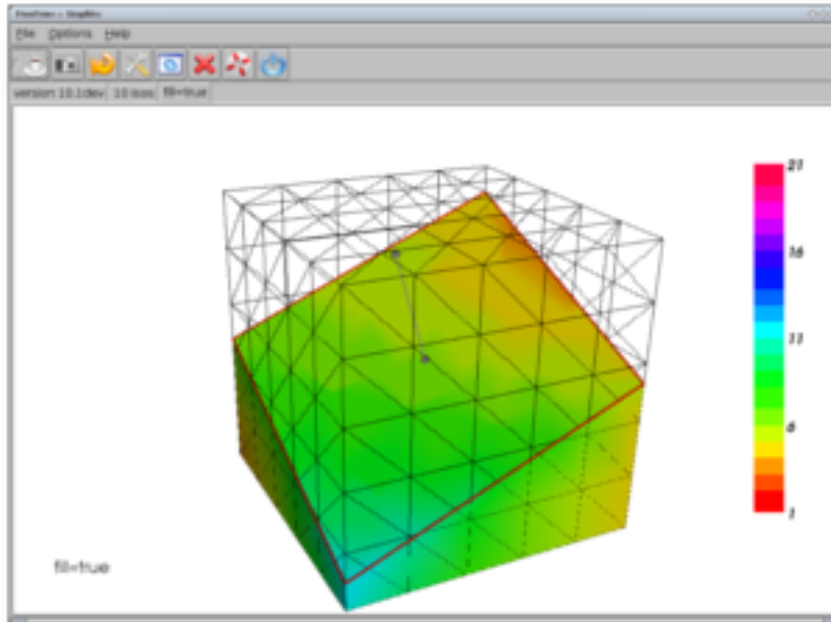 FreeFem++ Graphics
File Options Help
version 10.1dev 10 isos fill=true
21
16
11
6
1
fill=true